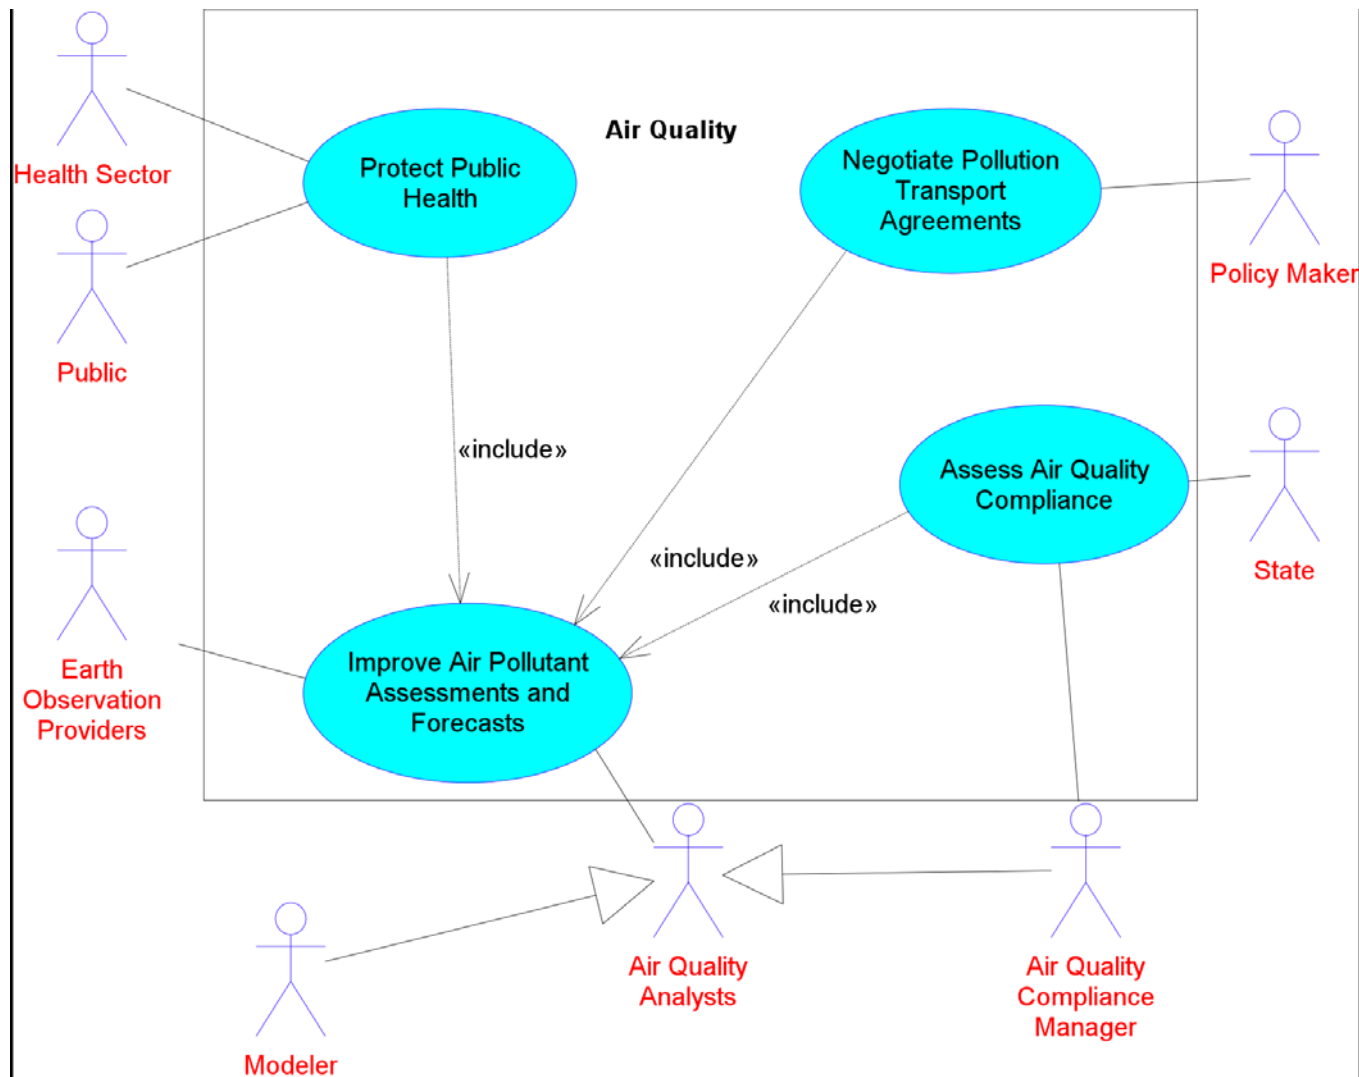 Air Quality
Health Sector
Protect Public
Health
Negotiate Pollution
Transport
Agreements
Policy Maker
Public
«include»
Assess Air Quality
Compliance
State
«include»
«include»
Earth
Observation
Providers
Improve Air Pollutant
Assessments and
Forecasts
Air Quality
Analysts
Air Quality
Compliance
Manager
Modeler